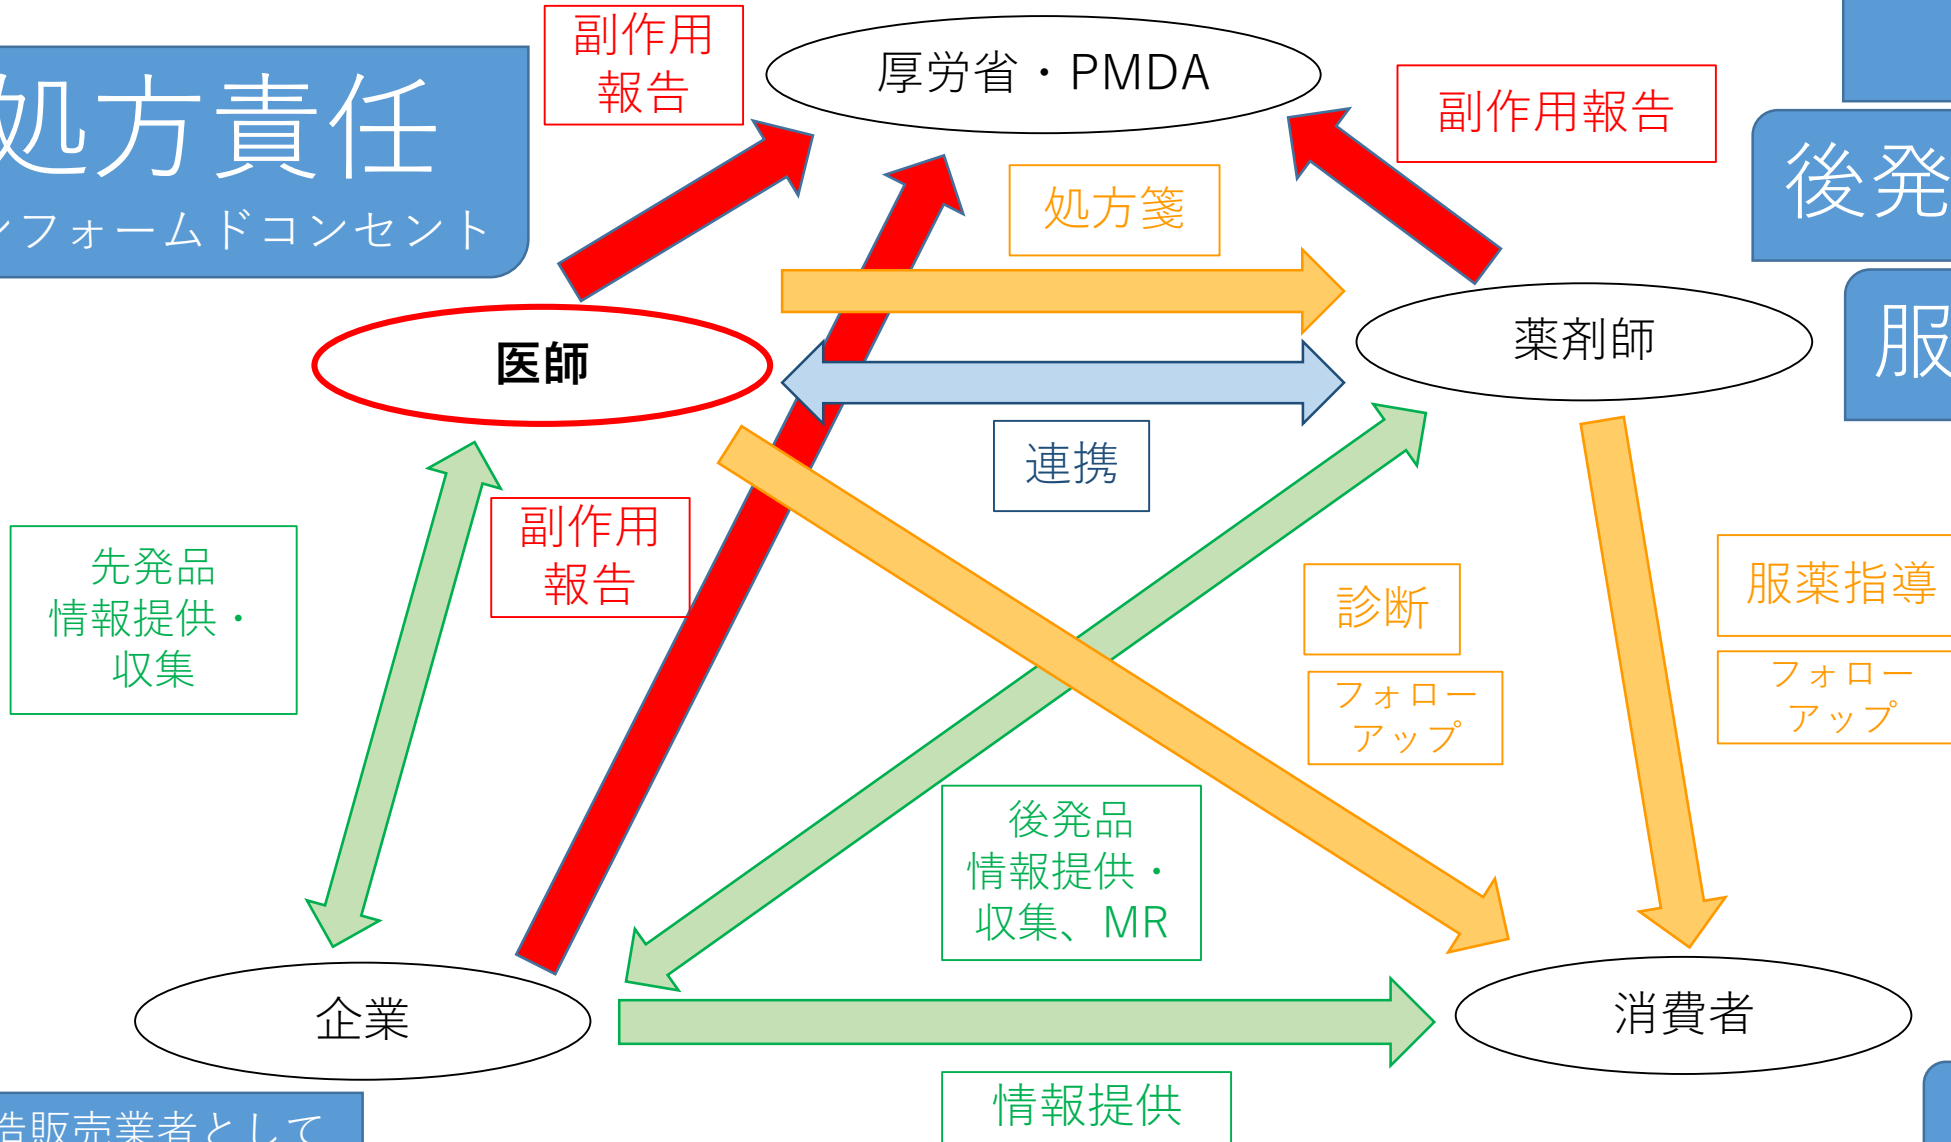 副作用
報告
厚労省・PMDA
副作用報告
処方責任
ンフォームドコンセント
後発
処方箋
服
医師
薬剤師
連携
先発品
情報提供・
収集
副作用
報告
診断
フォロー
アップ
服薬指導
フォロー
アップ
後発品
情報提供・
収集、MR
企業
消費者
情報提供
造販売業者として